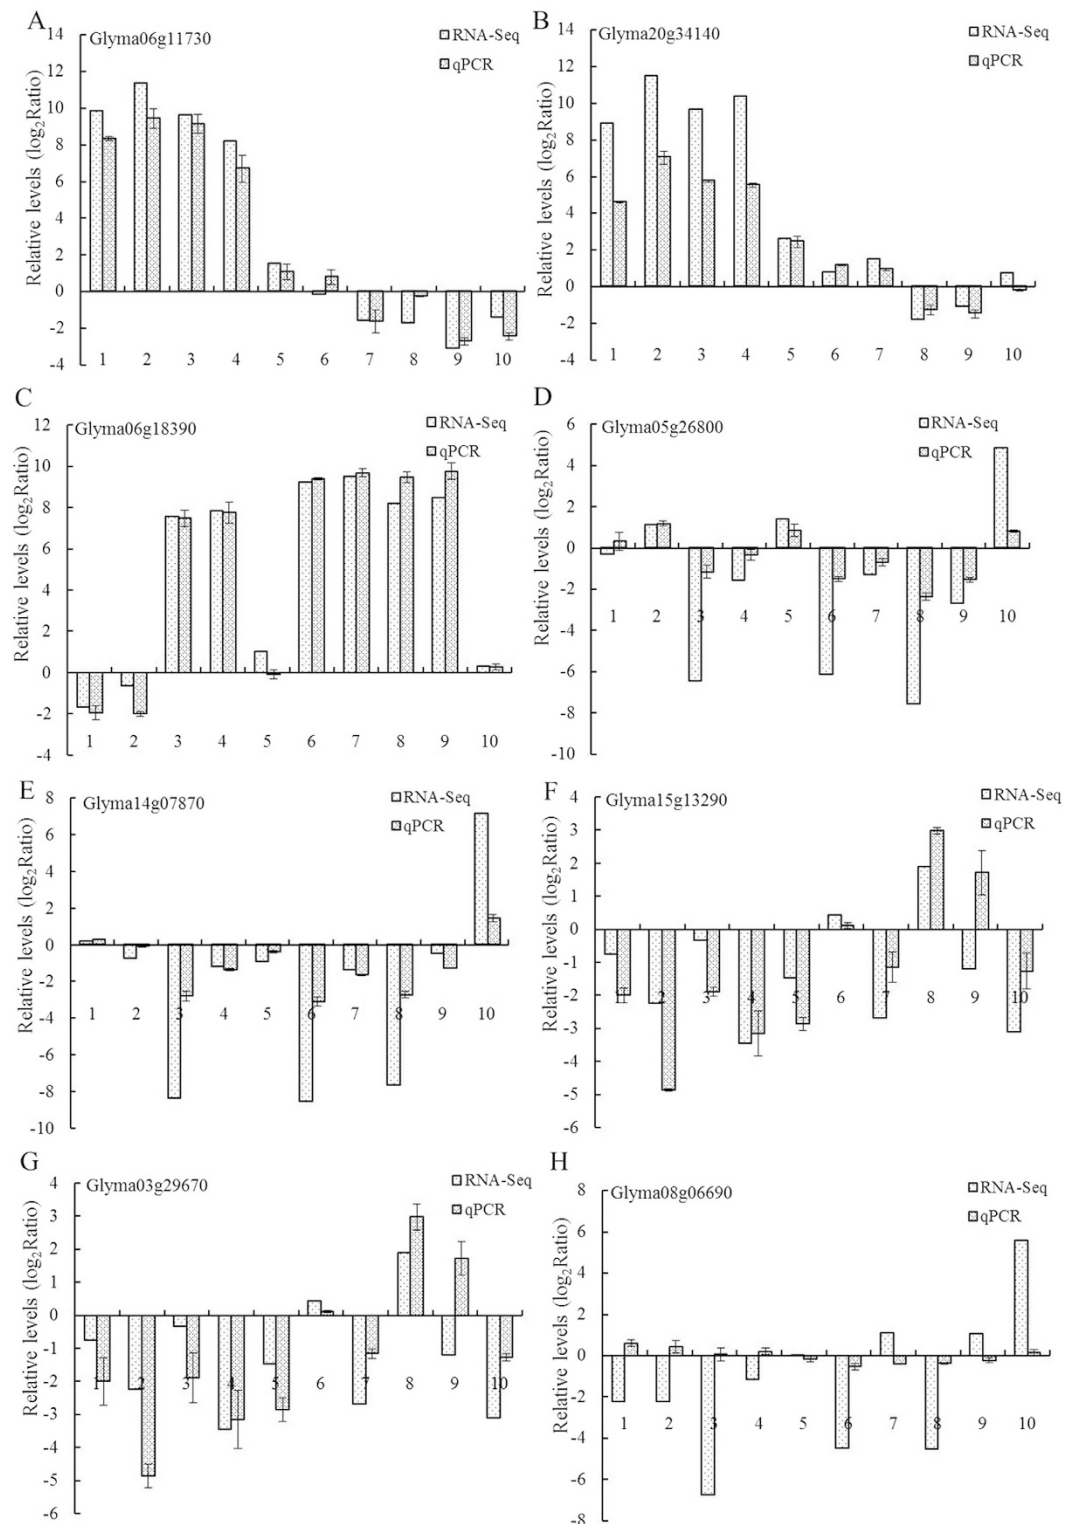 A
Glyma06g11730
RNA-Seq
qPCR
Relative levels (log2Ratio)
14
12
10
8
6
4
2
0
-2
-4
1 2 3 4 5 6 7 8 9 10
B
Glyma20g34140
RNA-Seq
qPCR
Relative levels (log2Ratio)
14
12
10
8
6
4
2
0
-2
-4
1 2 3 4 5 6 7 8 9 10
C
Glyma06g18390
RNA-Seq
qPCR
Relative levels (log2Ratio)
12
10
8
6
4
2
0
-2
-4
1 2 3 4 5 6 7 8 9 10
D
Glyma05g26800
RNA-Seq
qPCR
Relative levels (log2Ratio)
6
4
2
0
-2
-4
-6
-8
-10
1 2 3 4 5 6 7 8 9 10
E
Glyma14g07870
RNA-Seq
qPCR
Relative levels (log2Ratio)
8
6
4
2
0
-2
-4
-6
-8
-10
1 2 3 4 5 6 7 8 9 10
F
Glyma15g13290
RNA-Seq
qPCR
Relative levels (log2Ratio)
4
3
2
1
0
-1
-2
-3
-4
-5
-6
1 2 3 4 5 6 7 8 9 10
G
Glyma03g29670
RNA-Seq
qPCR
Relative levels (log2Ratio)
4
3
2
1
0
-1
-2
-3
-4
-5
-6
1 2 3 4 5 6 7 8 9 10
H
Glyma08g06690
RNA-Seq
qPCR
Relative levels (log2Ratio)
8
6
4
2
0
-2
-4
-6
-8
1 2 3 4 5 6 7 8 9 10